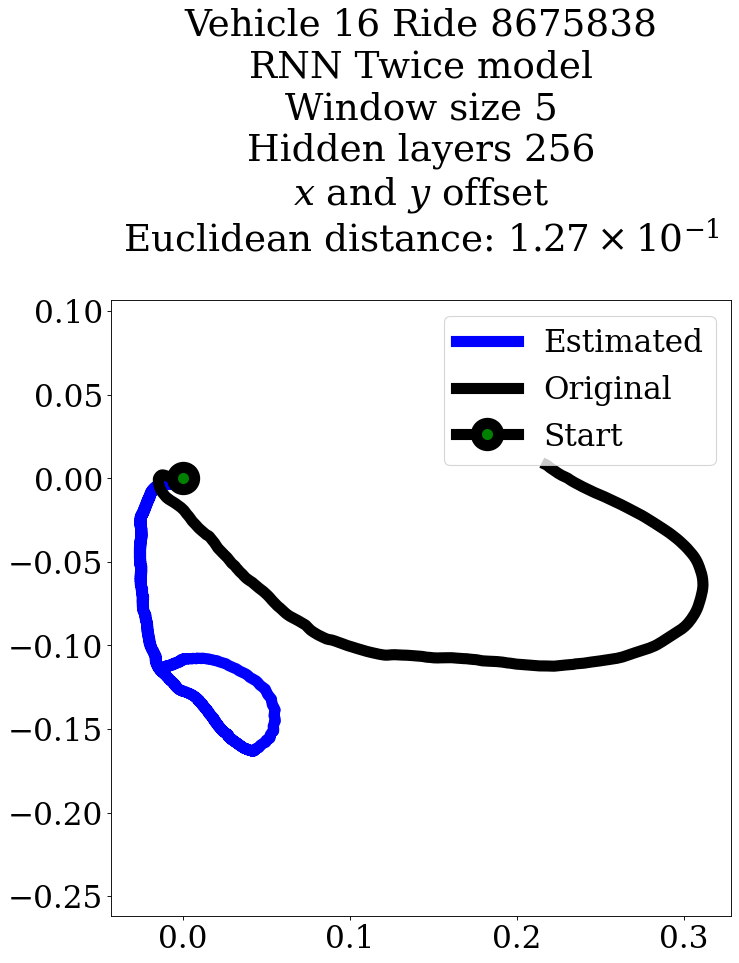 Vehicle 16 Ride 8675838
RNN Twice model
Window size 5
Hidden layers 256
x and y offset
Euclidean distance: 1.27 × 10⁻¹
0.10
0.05
0.00
−0.05
−0.10
−0.15
−0.20
−0.25
Estimated
Original
Start
0.0 0.1 0.2 0.3